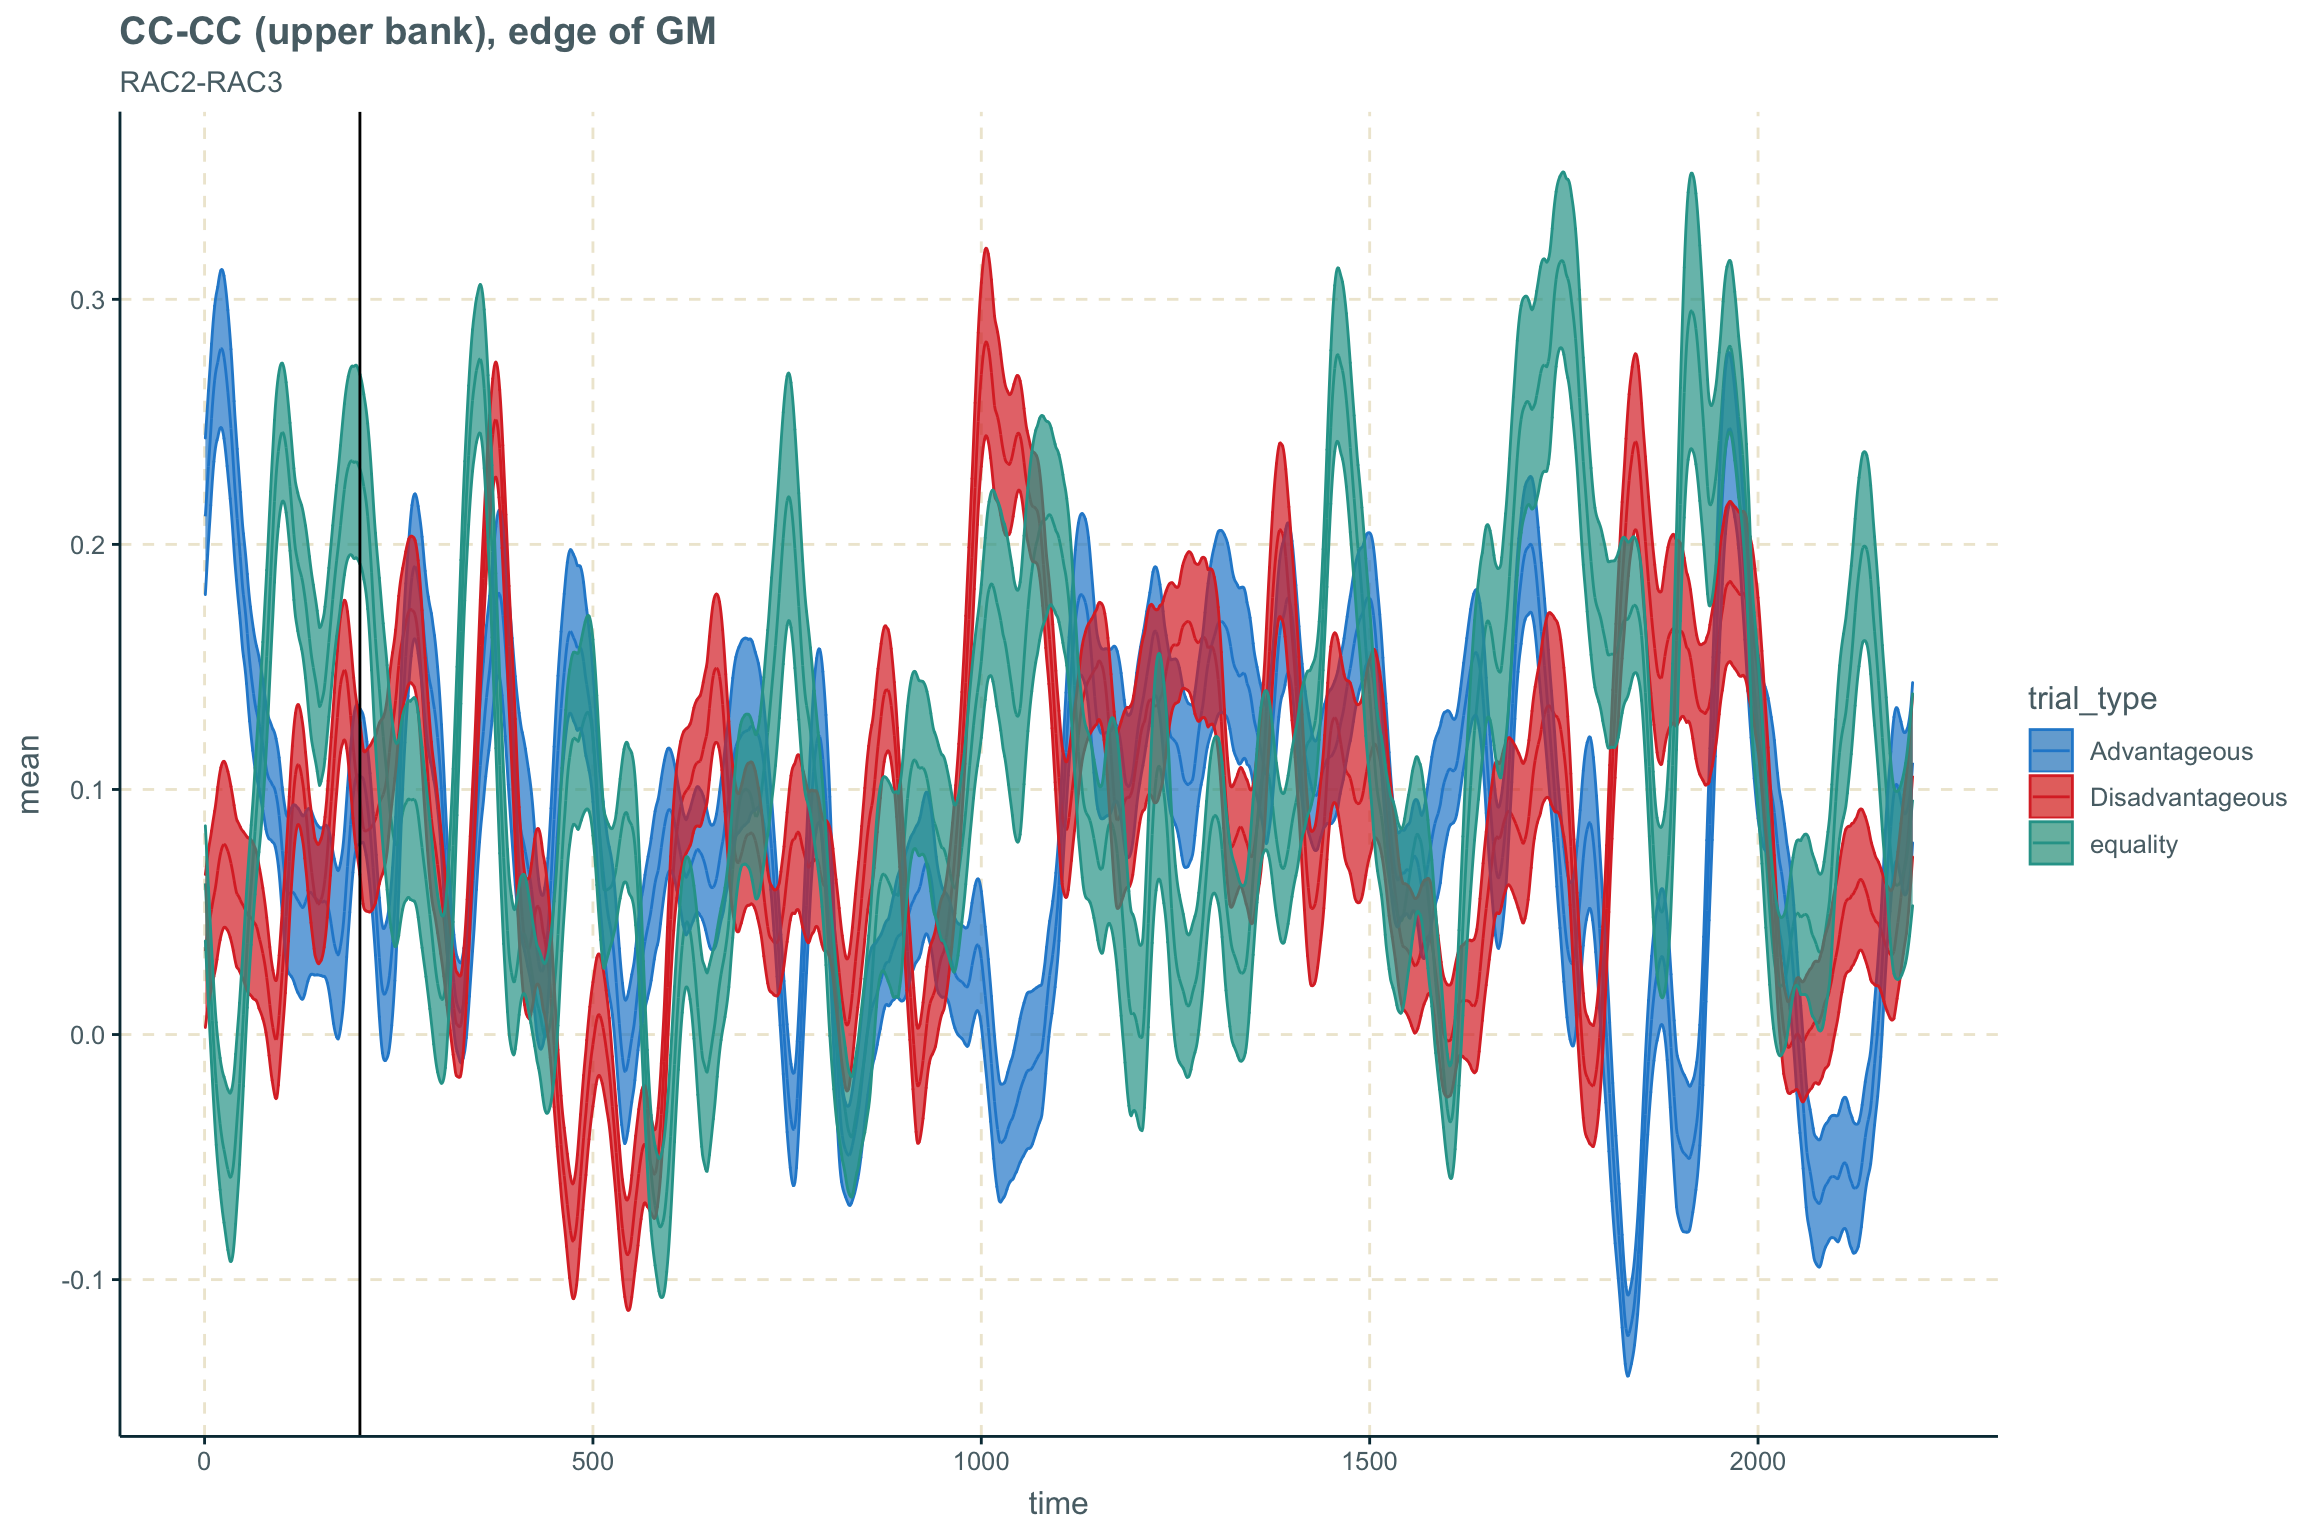 CC-CC (upper bank), edge of GM
RAC2-RAC3
mean
0.3
0.2
0.1
0.0
-0.1
0
500
1000
1500
2000
time
trial_type
Advantageous
Disadvantageous
equality